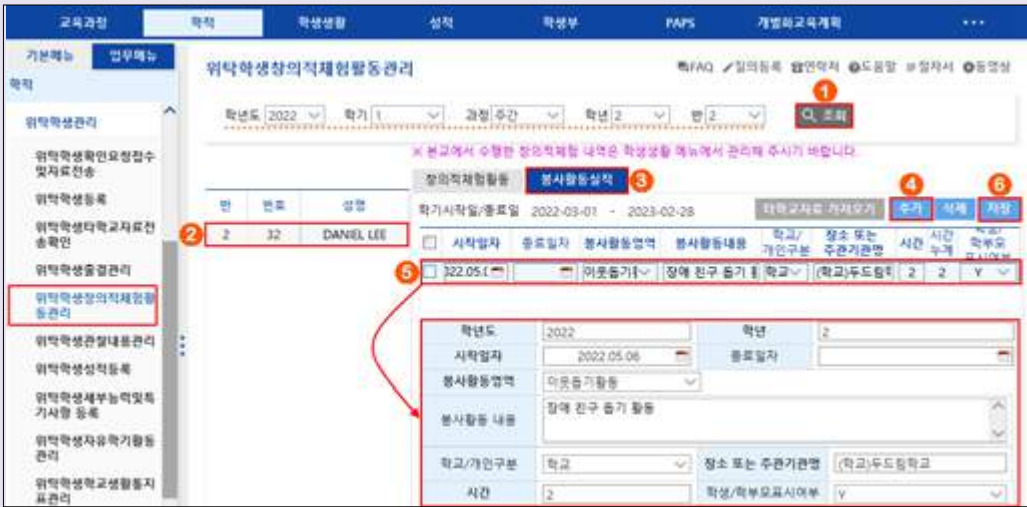 교육과정 학적 학생생활 성적 학생부 PAPS 개별화교육계획 ...
기본메뉴 업무메뉴
학적
위탁학생관리
위탁학생확인요청접수
및자료전송
위탁학생등록
위탁학생타학교자료전
송확인
위탁학생출결관리
위탁학생창의적체험활
동관리
위탁학생관찰내용관리
위탁학생성적등록
위탁학생세부능력및특
기사항 등록
위탁학생자유학기활동
관리
위탁학생학교생활통지
표관리
위탁학생창의적체험활동관리
FAQ 질의등록 연락처 도움말 절차서 동영상
1
학년도 2022 학기 1 과정 주간 학년 2 반 2 조회
※ 본교에서 수행한 창의적체험 내역은 학생생활 메뉴에서 관리해 주시기 바랍니다.
창의적체험활동 봉사활동실적 3 4 6
학기시작일/종료일 2022-03-01 - 2023-02-28 타학교자료 가져오기 추가 삭제 저장
반 번호 성명
2 2 32 DANIEL LEE
시작일자 종료일자 봉사활동영역 봉사활동내용 학교/개인구분 장소 또는 주관기관명 시간 시간누계 학부모
5 022.05.0 이웃돕기활 장애 친구 돕기 활 학교 (학교)두드림학 2 2 Y
학년도 2022 학년 2
시작일자 2022.05.06 종료일자
봉사활동영역 이웃돕기활동
봉사활동 내용 장애 친구 돕기 활동
학교/개인구분 학교 장소 또는 주관기관명 (학교)두드림학교
시간 2 학생/학부모표시여부 Y